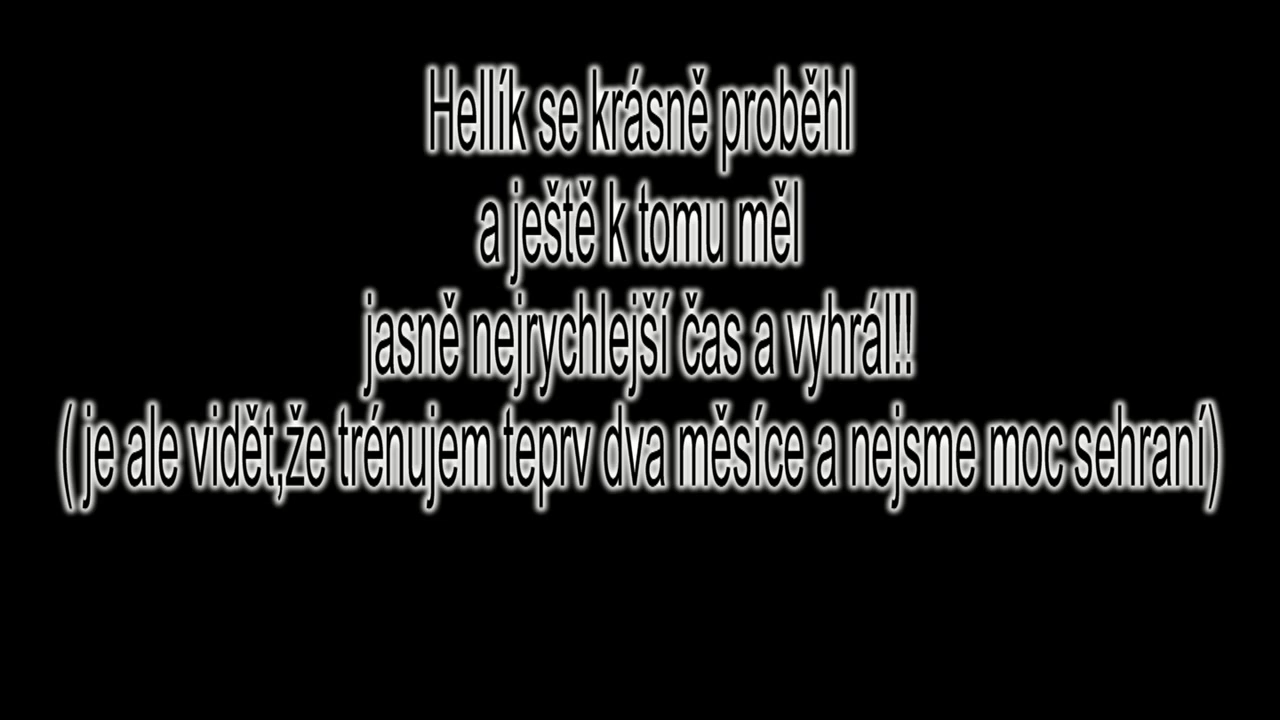 Hellík se krásně proběhl
a ještě k tomu měl
jasně nejrychlejší čas a vyhrál!!
( je ale vidět,že trénujem teprv dva měsíce a nejsme moc sehraní)